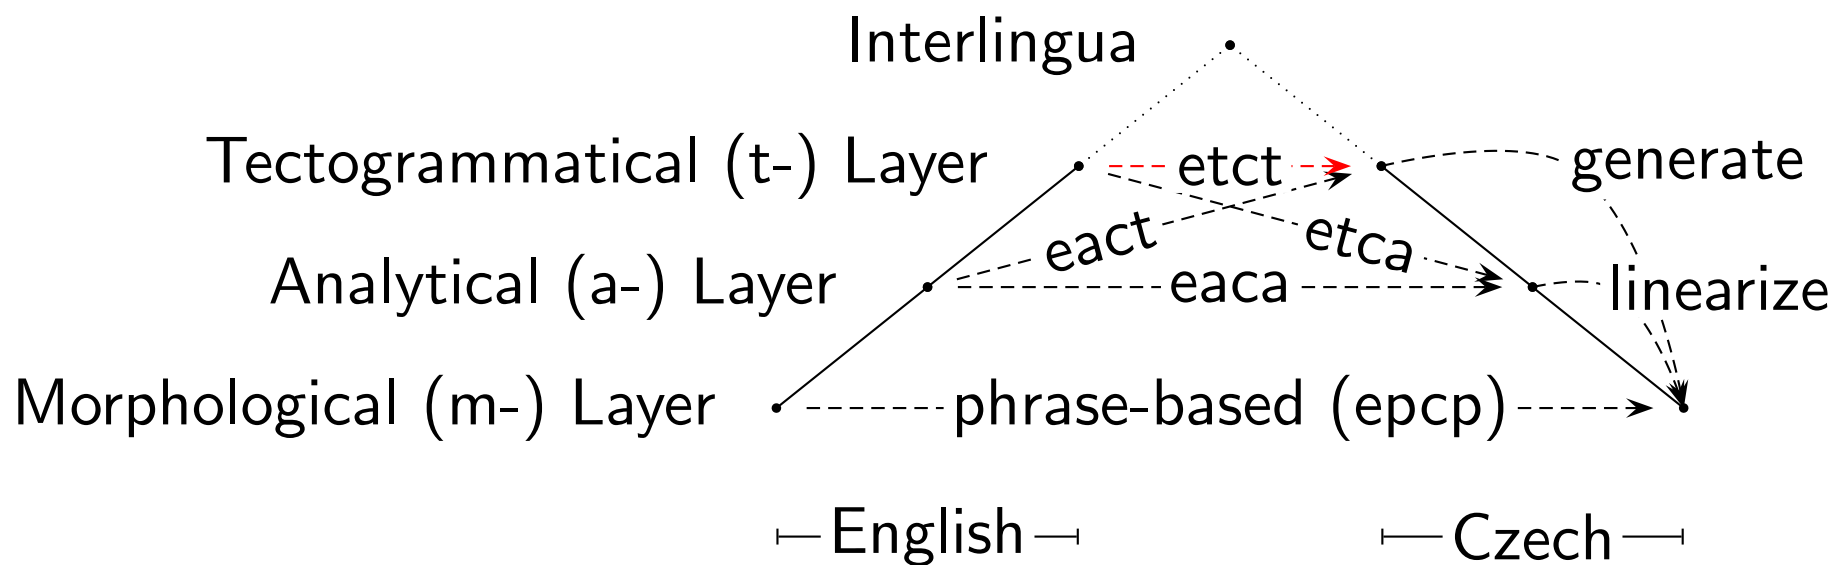 Interlingua
Tectogrammatical (t-) Layer etct generate
eact etca
Analytical (a-) Layer eaca linearize
Morphological (m-) Layer phrase-based (epcp)
English Czech